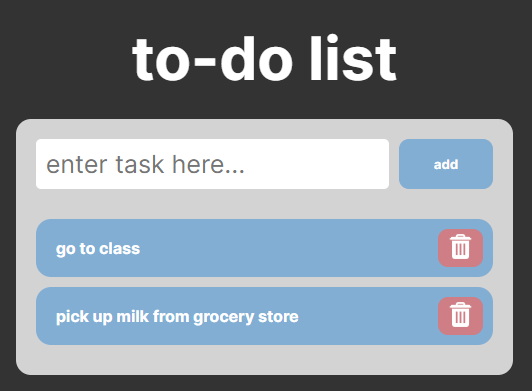 to-do list
enter task here...
add
go to class
pick up milk from grocery store